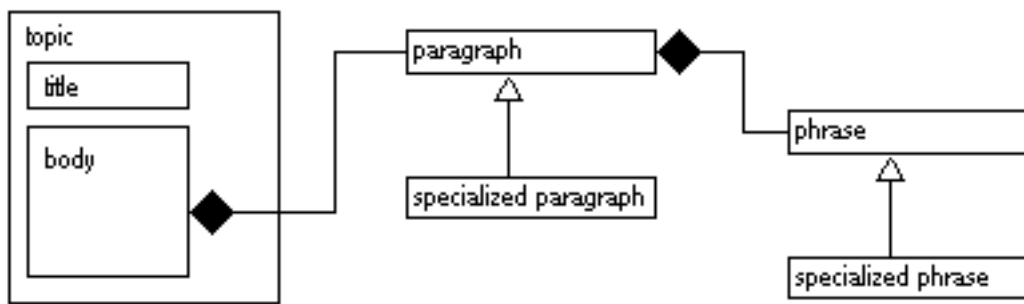 topic
title
body
paragraph
specialized paragraph
phrase
specialized phrase